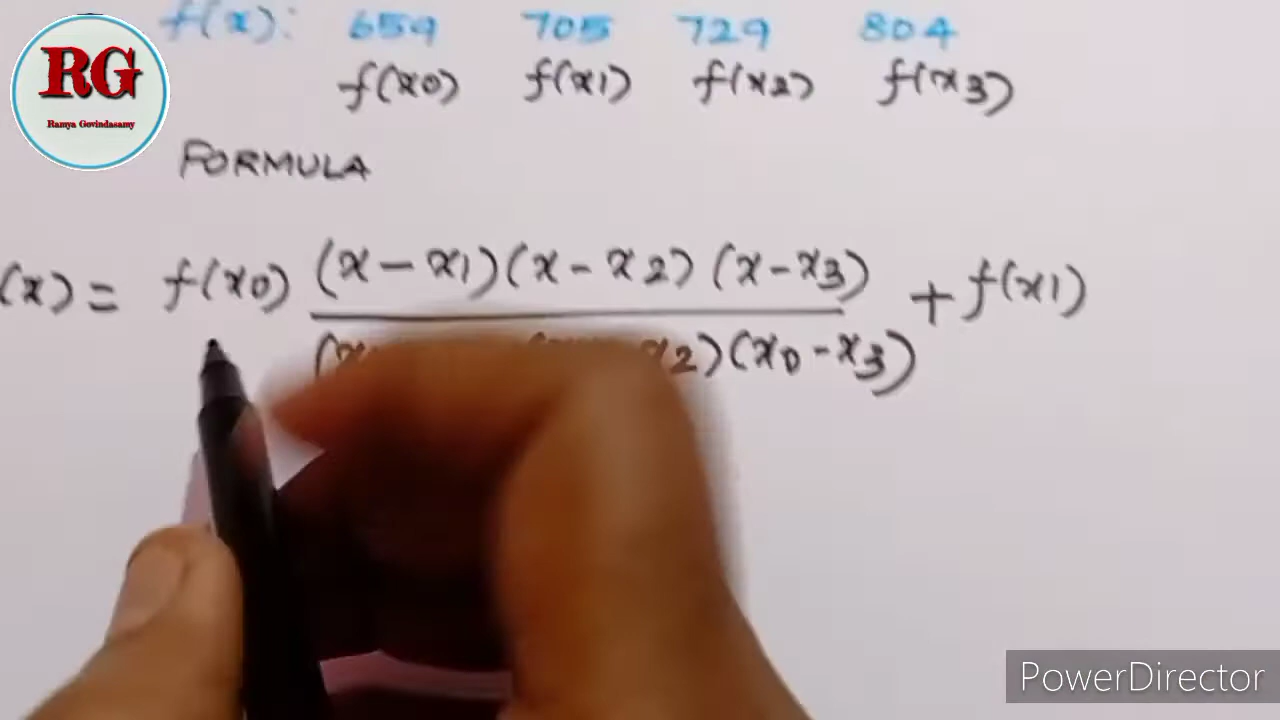 RG
Ramya Govindasamy
f(x): 659 705 729 804
f(x0) f(x1) f(x2) f(x3)
FORMULA
(x) = f(x0) (x-x1)(x-x2)(x-x3) + f(x1)
x2)(x0-x3)
PowerDirector